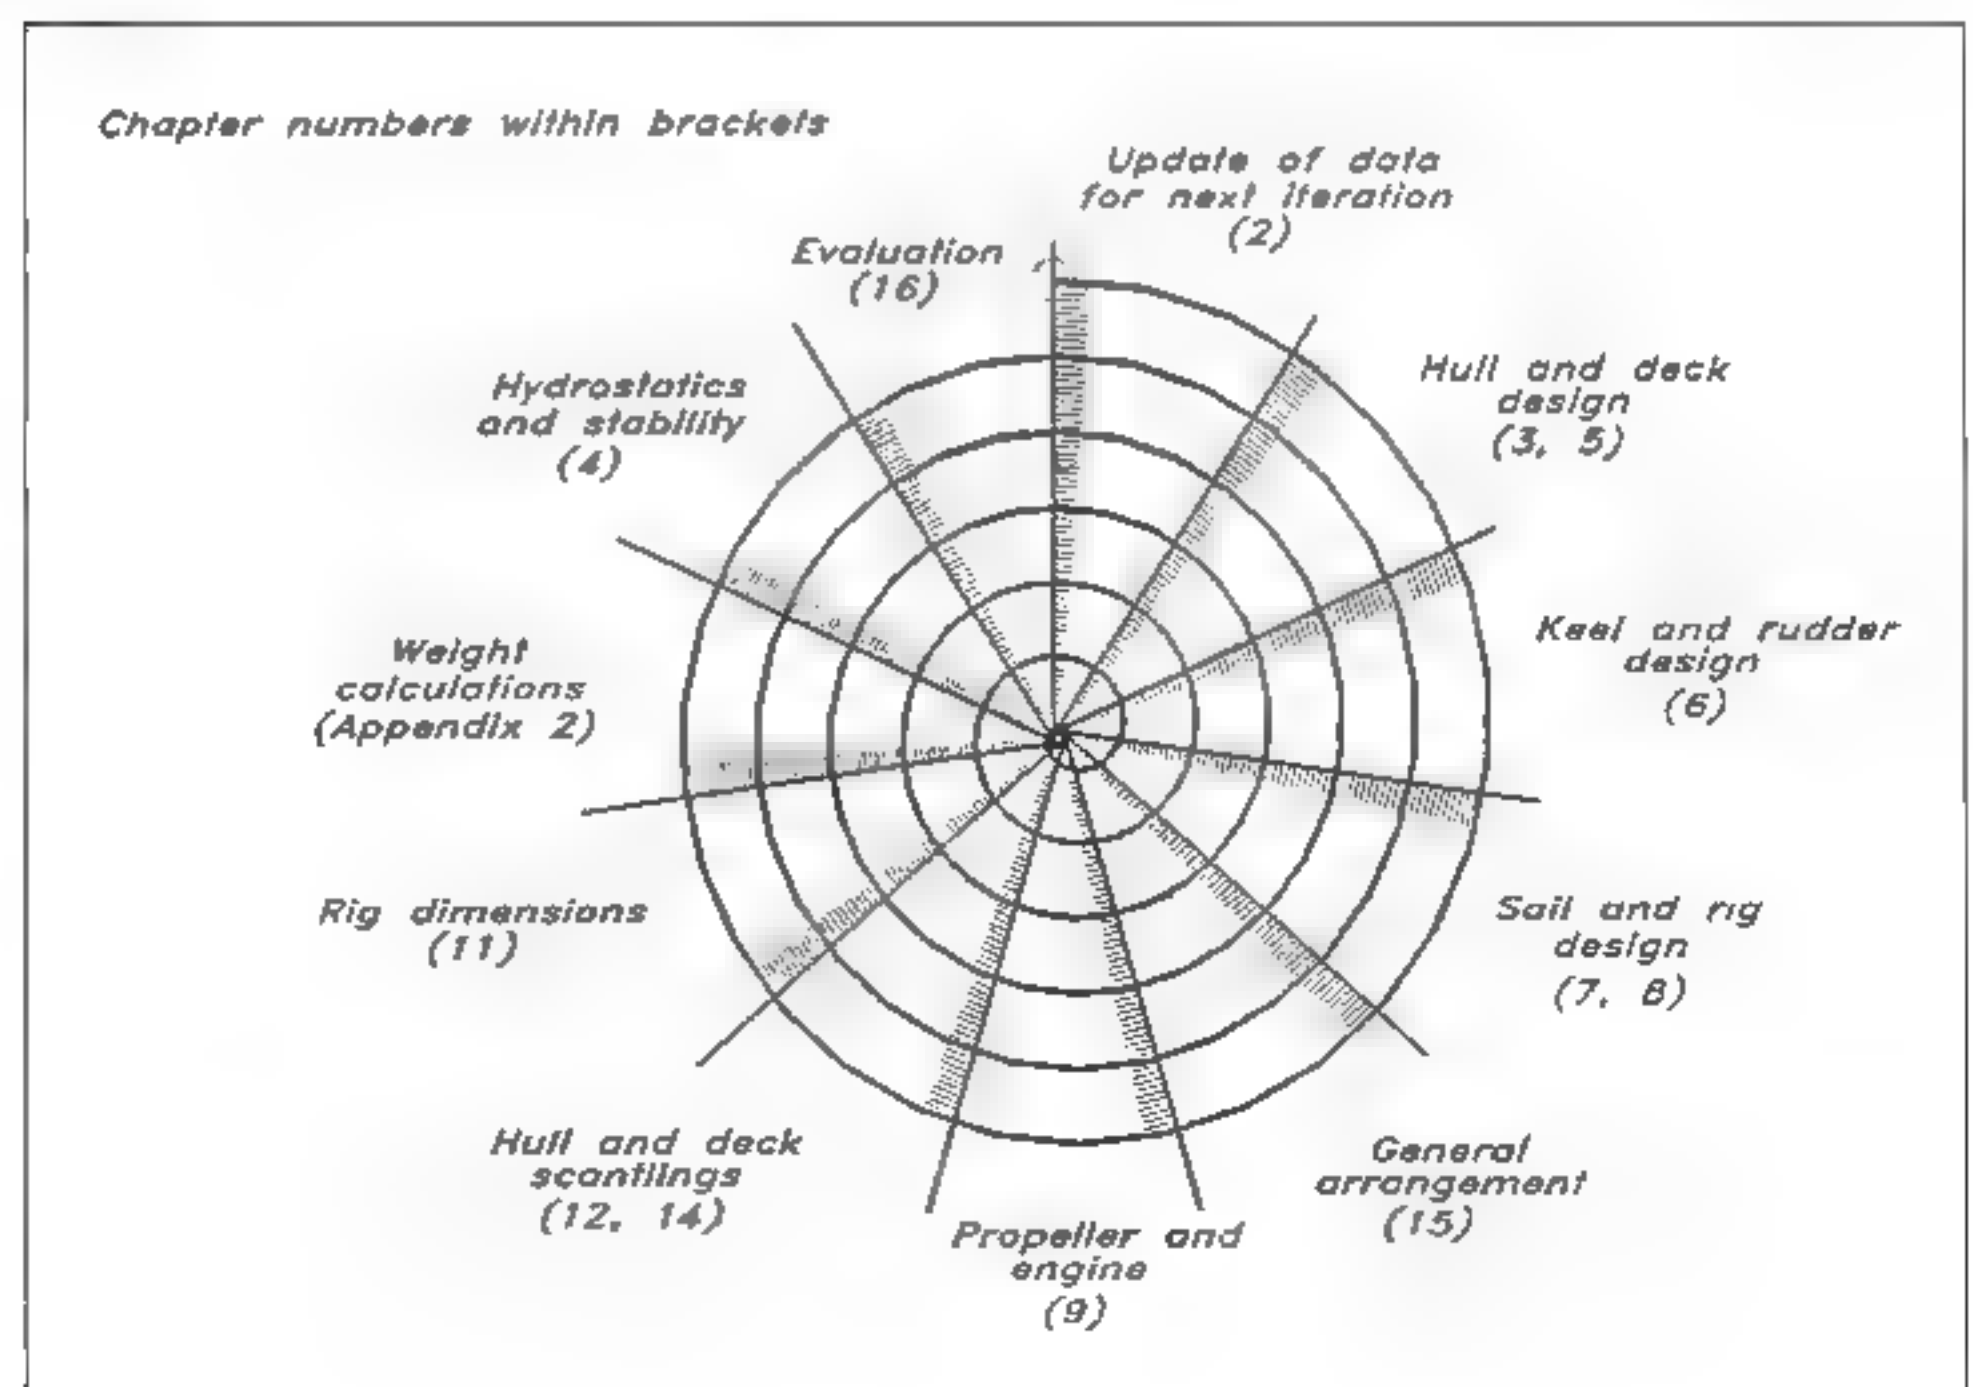 Chapter numbers within brackets
Update of data
for next iteration
(2)
Hull and deck
design
(3, 5)
Keel and rudder
design
(6)
Sail and rig
design
(7, 8)
General
arrangement
(15)
Propeller and
engine
(9)
Hull and deck
scantlings
(12, 14)
Rig dimensions
(11)
Weight
calculations
(Appendix 2)
Hydrostatics
and stability
(4)
Evaluation
(16)